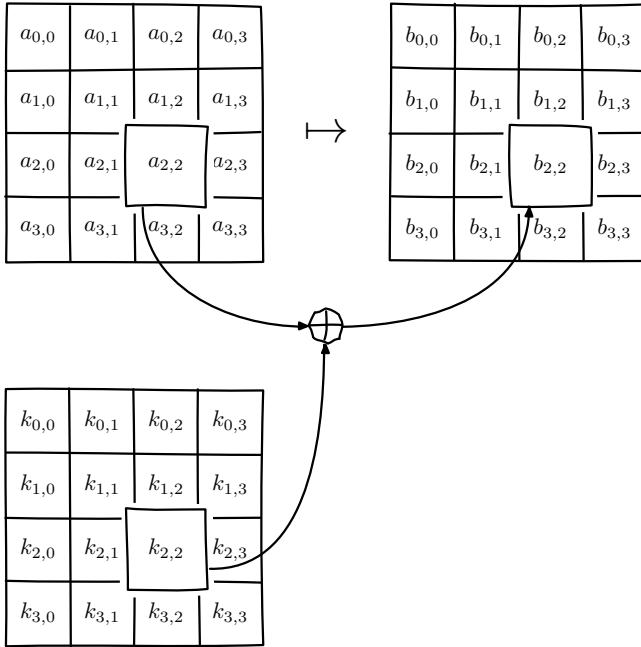 a0,0 a0,1 a0,2 a0,3
a1,0 a1,1 a1,2 a1,3
a2,0 a2,1 a2,2 a2,3
a3,0 a3,1 a3,2 a3,3
↦
b0,0 b0,1 b0,2 b0,3
b1,0 b1,1 b1,2 b1,3
b2,0 b2,1 b2,2 b2,3
b3,0 b3,1 b3,2 b3,3
⊕
k0,0 k0,1 k0,2 k0,3
k1,0 k1,1 k1,2 k1,3
k2,0 k2,1 k2,2 k2,3
k3,0 k3,1 k3,2 k3,3